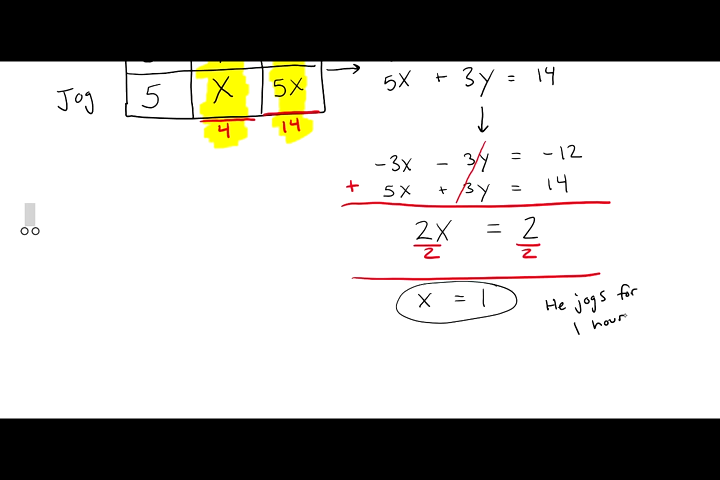 Jog 5 X 5X
4 14
5X + 3Y = 14
-3X - 3Y = -12
+ 5X + 3Y = 14
2X = 2
2 2
X = 1
He jogs for
1 hour